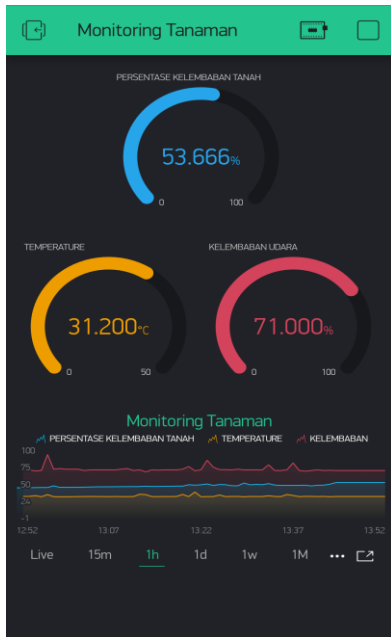 Monitoring Tanaman
PERSENTASE KELEMBABAN TANAH
53.666%
0 100
TEMPERATURE KELEMBABAN UDARA
31.200°C 71.000%
0 50 0 100
Monitoring Tanaman
PERSENTASE KELEMBABAN TANAH TEMPERATURE KELEMBABAN
100
75
50
24
-1
12:52 13:07 13:22 13:37 13:52
Live 15m 1h 1d 1w 1M ...